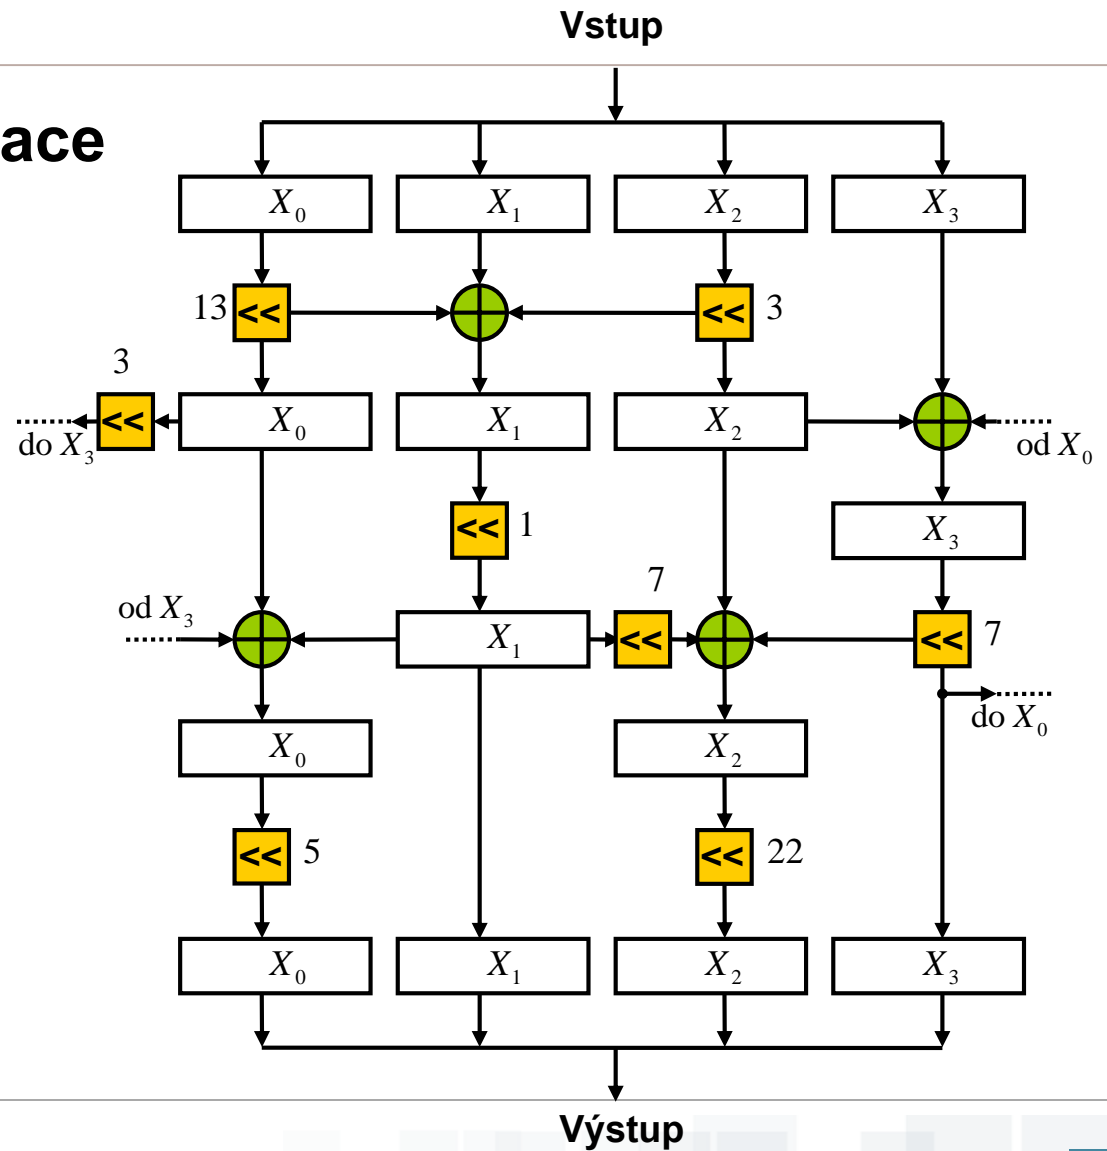 Vstup
ace
X0 X1 X2 X3
13 << << 3
3
<< X0 X1 X2
do X3 od X0
<< 1 X3
7
od X3 X1 << << 7
do X0
X0 X2
<< 5 << 22
X0 X1 X2 X3
Výstup